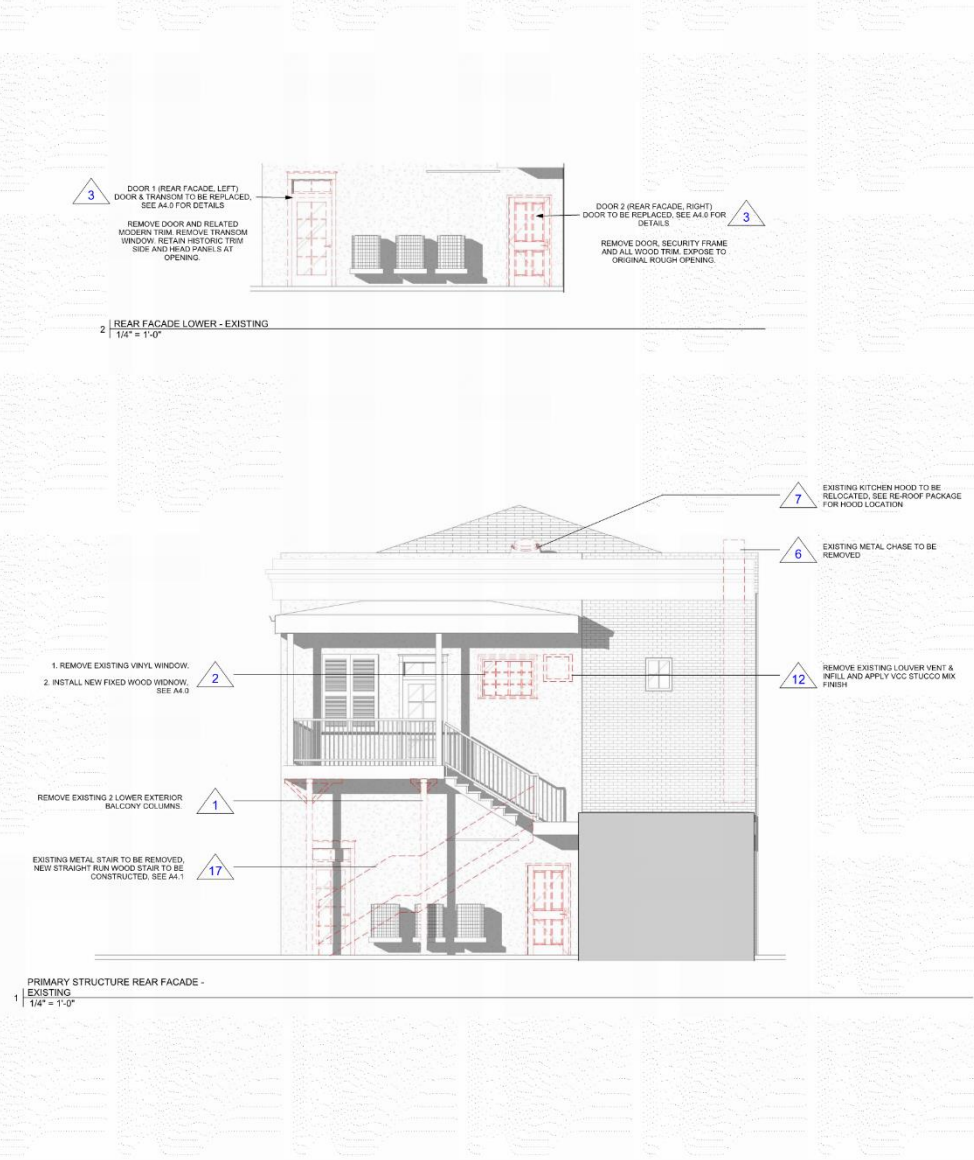 3
DOOR 1 (REAR FACADE, LEFT)
DOOR & TRANSOM TO BE REPLACED,
SEE A4.0 FOR DETAILS
REMOVE DOOR AND RELATED
MODERN TRIM. REMOVE TRANSOM
WINDOW. RETAIN HISTORIC TRIM
SIDE AND HEAD PANELS AT
OPENING.
DOOR 2 (REAR FACADE, RIGHT)
DOOR TO BE REPLACED, SEE A4.0 FOR
DETAILS
3
REMOVE DOOR, SECURITY FRAME
AND ALL WOOD TRIM. EXPOSE TO
ORIGINAL ROUGH OPENING.
2
REAR FACADE LOWER - EXISTING
1/4" = 1'-0"
7
EXISTING KITCHEN HOOD TO BE
RELOCATED, SEE RE-ROOF PACKAGE
FOR HOOD LOCATION
6
EXISTING METAL CHASE TO BE
REMOVED
1. REMOVE EXISTING VINYL WINDOW.
2. INSTALL NEW FIXED WOOD WIDNOW,
SEE A4.0
2
12
REMOVE EXISTING LOUVER VENT &
INFILL AND APPLY VCC STUCCO MIX
FINISH
REMOVE EXISTING 2 LOWER EXTERIOR
BALCONY COLUMNS.
1
EXISTING METAL STAIR TO BE REMOVED,
NEW STRAIGHT RUN WOOD STAIR TO BE
CONSTRUCTED, SEE A4.1
17
1
PRIMARY STRUCTURE REAR FACADE -
EXISTING
1/4" = 1'-0"